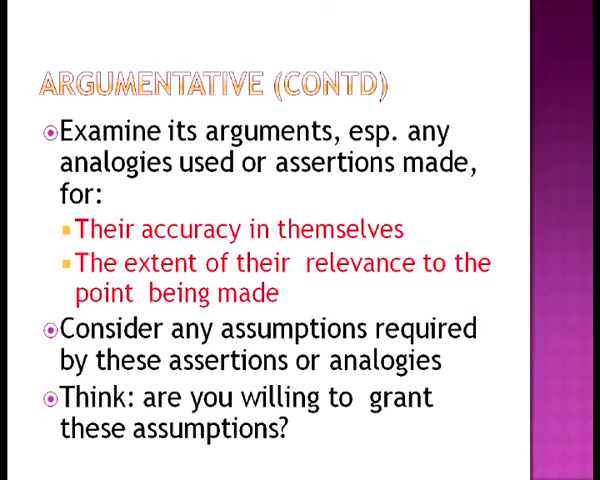 ARGUMENTATIVE (CONTD)
Examine its arguments, esp. any
analogies used or assertions made,
for:
Their accuracy in themselves
The extent of their relevance to the
point being made
Consider any assumptions required
by these assertions or analogies
Think: are you willing to grant
these assumptions?